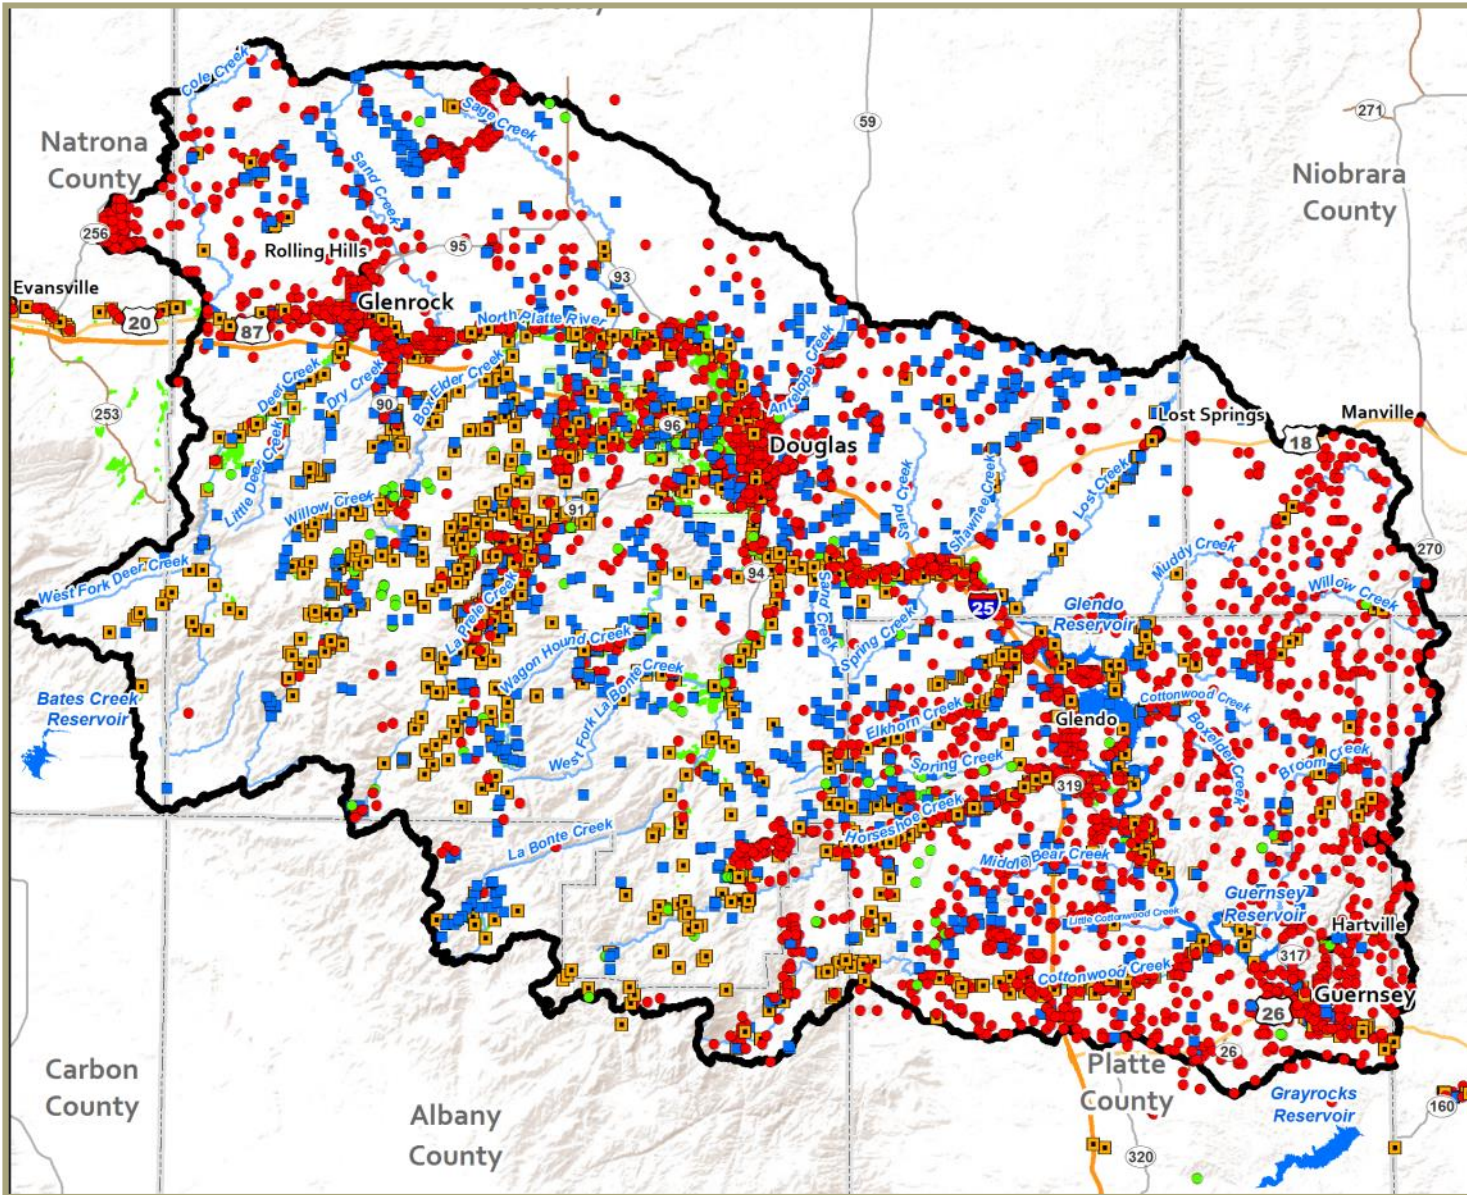 Cole Creek
Sage Creek
59
271
Natrona
County
Sand Creek
Niobrara
County
256
Rolling Hills
95
93
Evansville
Glenrock
20
87
North Platte River
Antelope Creek
Deer Creek
Dry Creek
Box Elder Creek
253
90
96
Lost Springs
Manville
18
Douglas
Little Deer Creek
Willow Creek
91
Sand Creek
Shawnee Creek
Lost Creek
West Fork Deer Creek
94
Muddy Creek
270
La Prele Creek
Sand Creek
25
Glendo
Reservoir
Willow Creek
Wagon Hound Creek
Spring Creek
Bates Creek
Reservoir
West Fork La Bonte Creek
Elkhorn Creek
Glendo
Cottonwood Creek
Boxelder Creek
Broom Creek
Spring Creek
319
Horseshoe Creek
La Bonte Creek
Middle Bear Creek
Guernsey
Reservoir
Little Cottonwood Creek
Hartville
317
Cottonwood Creek
Guernsey
26
26
Carbon
County
Platte
County
Albany
County
Grayrocks
Reservoir
160
320